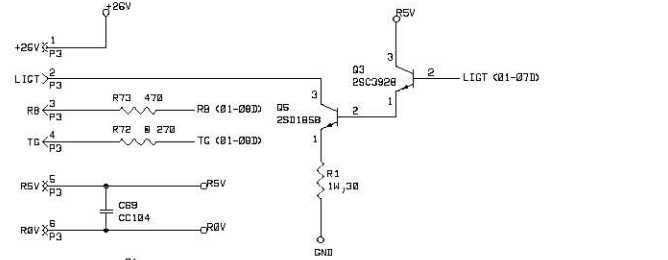 +26V
R5V
+26V 1
P3
3
Q3
2SC3928
LIGT 2
P3
2 LIGT (01-07D)
R73 470
3
1
RB 3
P3
RB (01-08D)
Q5
2SD1858
2
R72 270
1
TG 4
P3
TG (01-08D)
R1
1W,30
R5V 5
P3
R5V
C69
CC104
R0V 6
P3
R0V
GND